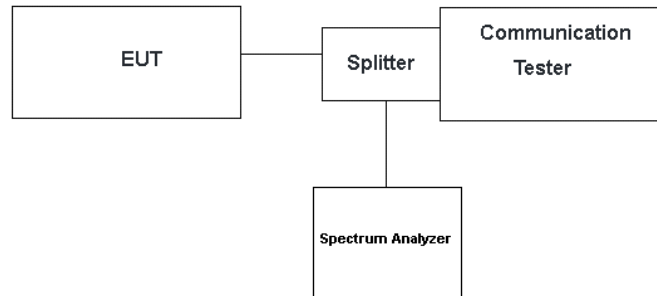 EUT
Splitter
Communication
Tester
Spectrum Analyzer